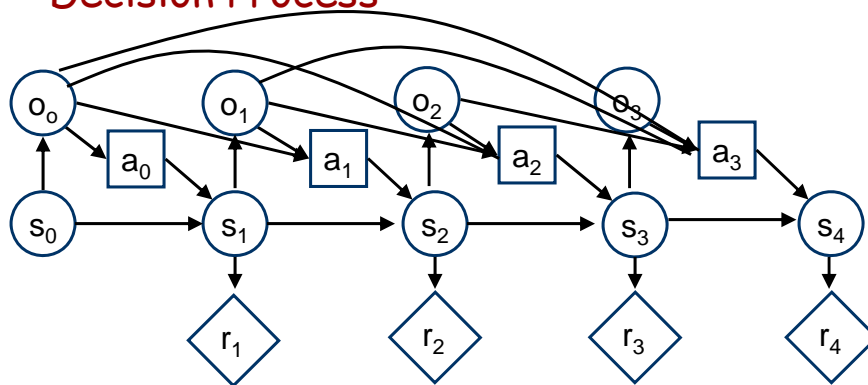 Decision Process
o₀ o₁ o₂ o₃
a₀ a₁ a₂ a₃
s₀ s₁ s₂ s₃ s₄
r₁ r₂ r₃ r₄